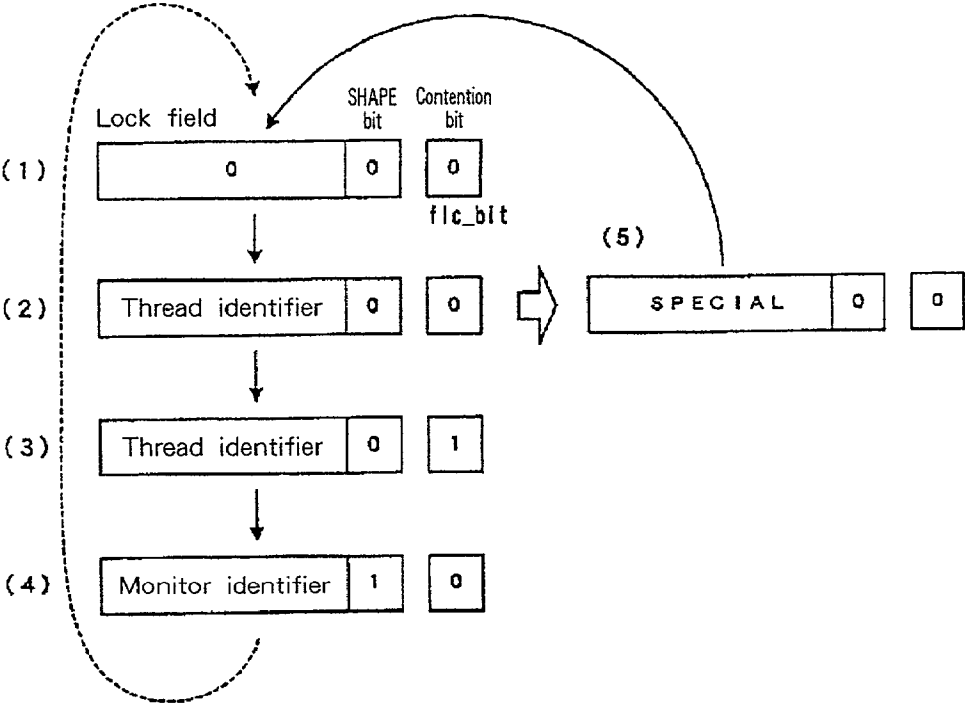 Lock field SHAPE bit Contention bit
(1) 0 0 0
flc_bit
(2) Thread identifier 0 0
(5)
SPECIAL 0 0
(3) Thread identifier 0 1
(4) Monitor identifier 1 0